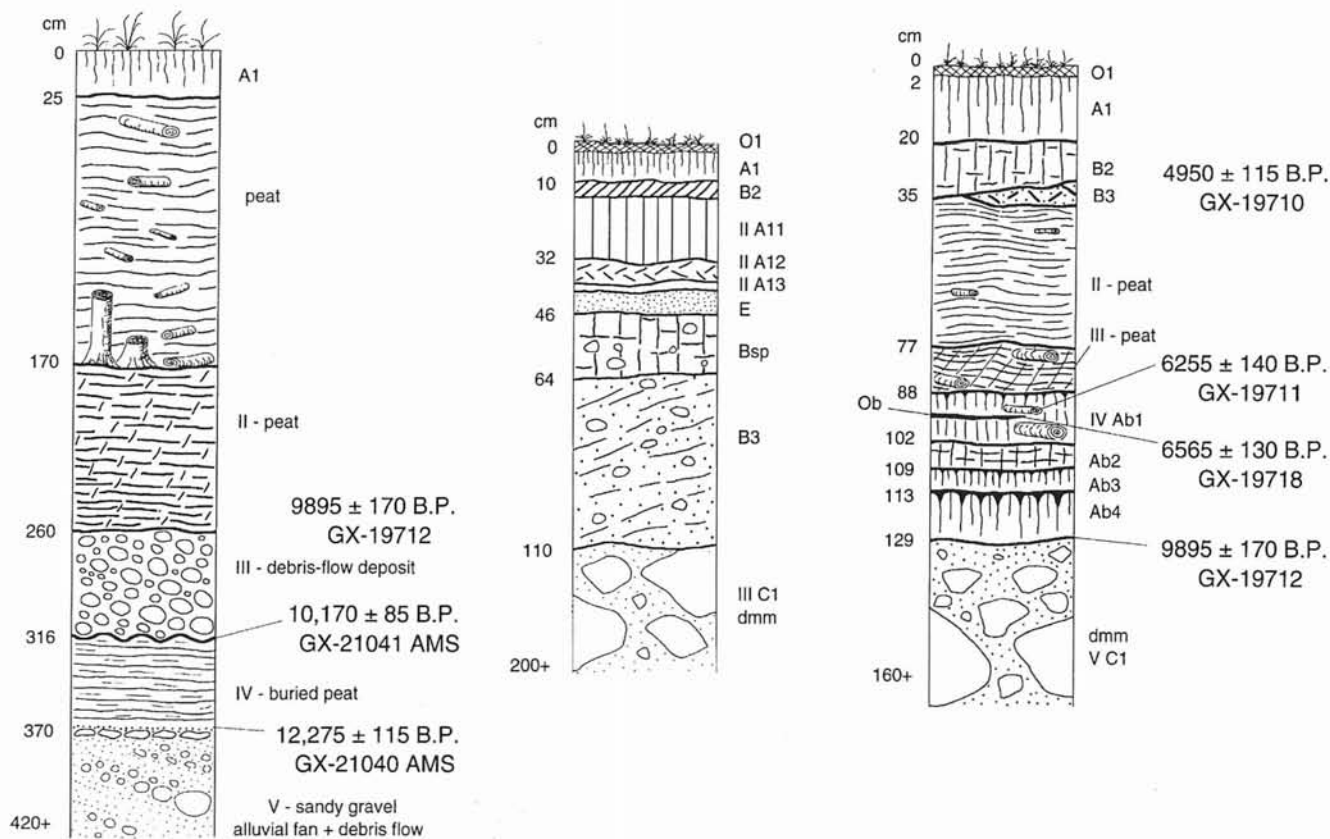 cm
0
A1
25
peat
170
II - peat
9895 ± 170 B.P.
GX-19712
260
III - debris-flow deposit
10,170 ± 85 B.P.
GX-21041 AMS
316
IV - buried peat
370
12,275 ± 115 B.P.
GX-21040 AMS
V - sandy gravel
420+
alluvial fan + debris flow
cm
0
O1
A1
10
B2
II A11
32
II A12
II A13
46
E
Bsp
64
B3
110
III C1
dmm
200+
cm
0
O1
2
A1
20
B2
4950 ± 115 B.P.
GX-19710
35
B3
II - peat
III - peat
77
6255 ± 140 B.P.
GX-19711
88
Ob
IV Ab1
102
6565 ± 130 B.P.
GX-19718
Ab2
109
Ab3
113
Ab4
129
9895 ± 170 B.P.
GX-19712
dmm
V C1
160+